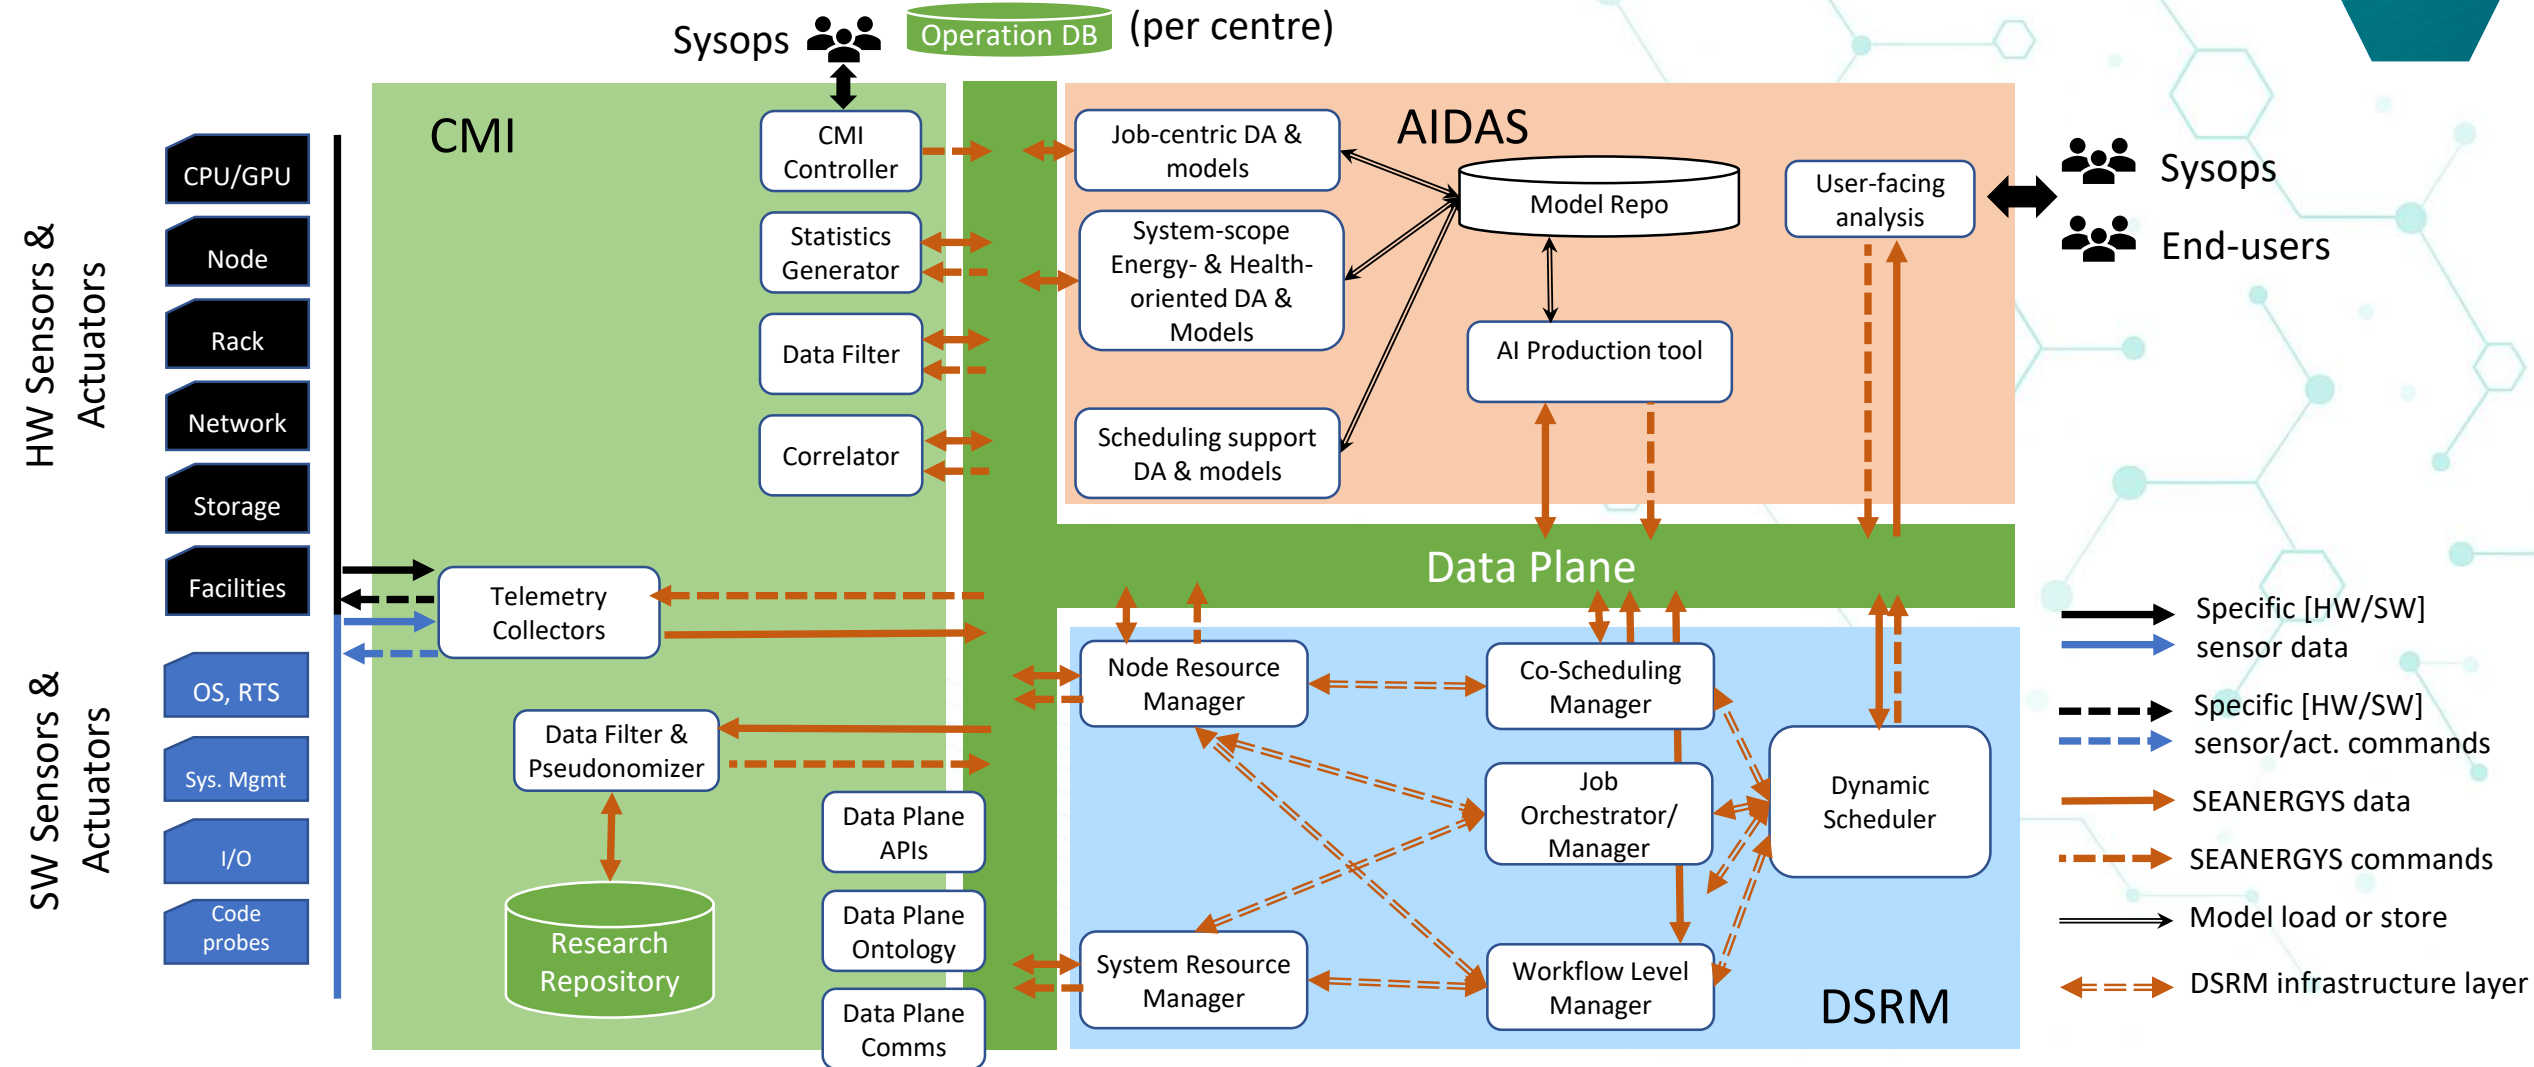 Sysops
Operation DB
(per centre)
HW Sensors &
Actuators
CPU/GPU
Node
Rack
Network
Storage
Facilities
SW Sensors &
Actuators
OS, RTS
Sys. Mgmt
I/O
Code
probes
CMI
CMI
Controller
Statistics
Generator
Data Filter
Correlator
Telemetry
Collectors
Data Filter &
Pseudonomizer
Research
Repository
Data Plane
APIs
Data Plane
Ontology
Data Plane
Comms
AIDAS
Job-centric DA &
models
System-scope
Energy- & Health-
oriented DA &
Models
Scheduling support
DA & models
Model Repo
AI Production tool
User-facing
analysis
Sysops
End-users
Data Plane
Node Resource
Manager
Co-Scheduling
Manager
Job
Orchestrator/
Manager
Dynamic
Scheduler
System Resource
Manager
Workflow Level
Manager
DSRM
Specific [HW/SW]
sensor data
Specific [HW/SW]
sensor/act. commands
SEANERGYS data
SEANERGYS commands
Model load or store
DSRM infrastructure layer